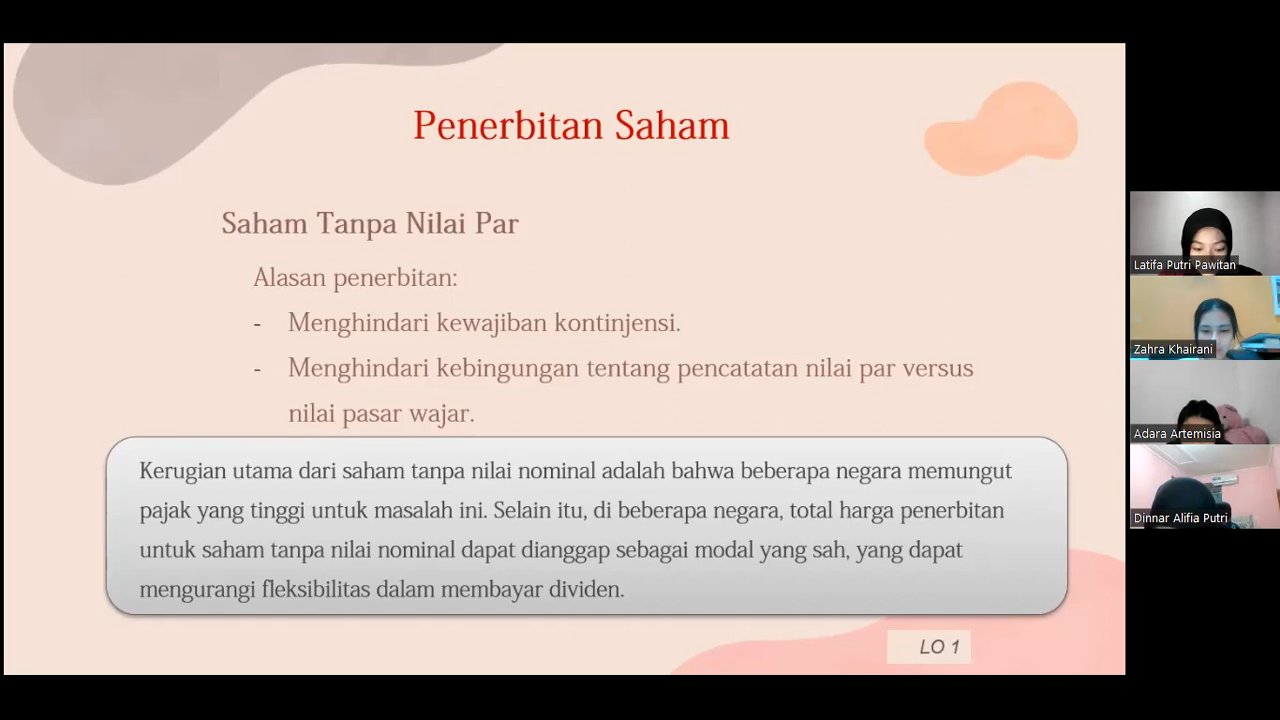 Penerbitan Saham
Saham Tanpa Nilai Par
Alasan penerbitan:
- Menghindari kewajiban kontinjensi.
- Menghindari kebingungan tentang pencatatan nilai par versus
nilai pasar wajar.
Kerugian utama dari saham tanpa nilai nominal adalah bahwa beberapa negara memungut
pajak yang tinggi untuk masalah ini. Selain itu, di beberapa negara, total harga penerbitan
untuk saham tanpa nilai nominal dapat dianggap sebagai modal yang sah, yang dapat
mengurangi fleksibilitas dalam membayar dividen.
LO 1
Latifa Putri Pawitan
Zahra Khairani
Adara Artemisia
Dinnar Alifia Putri